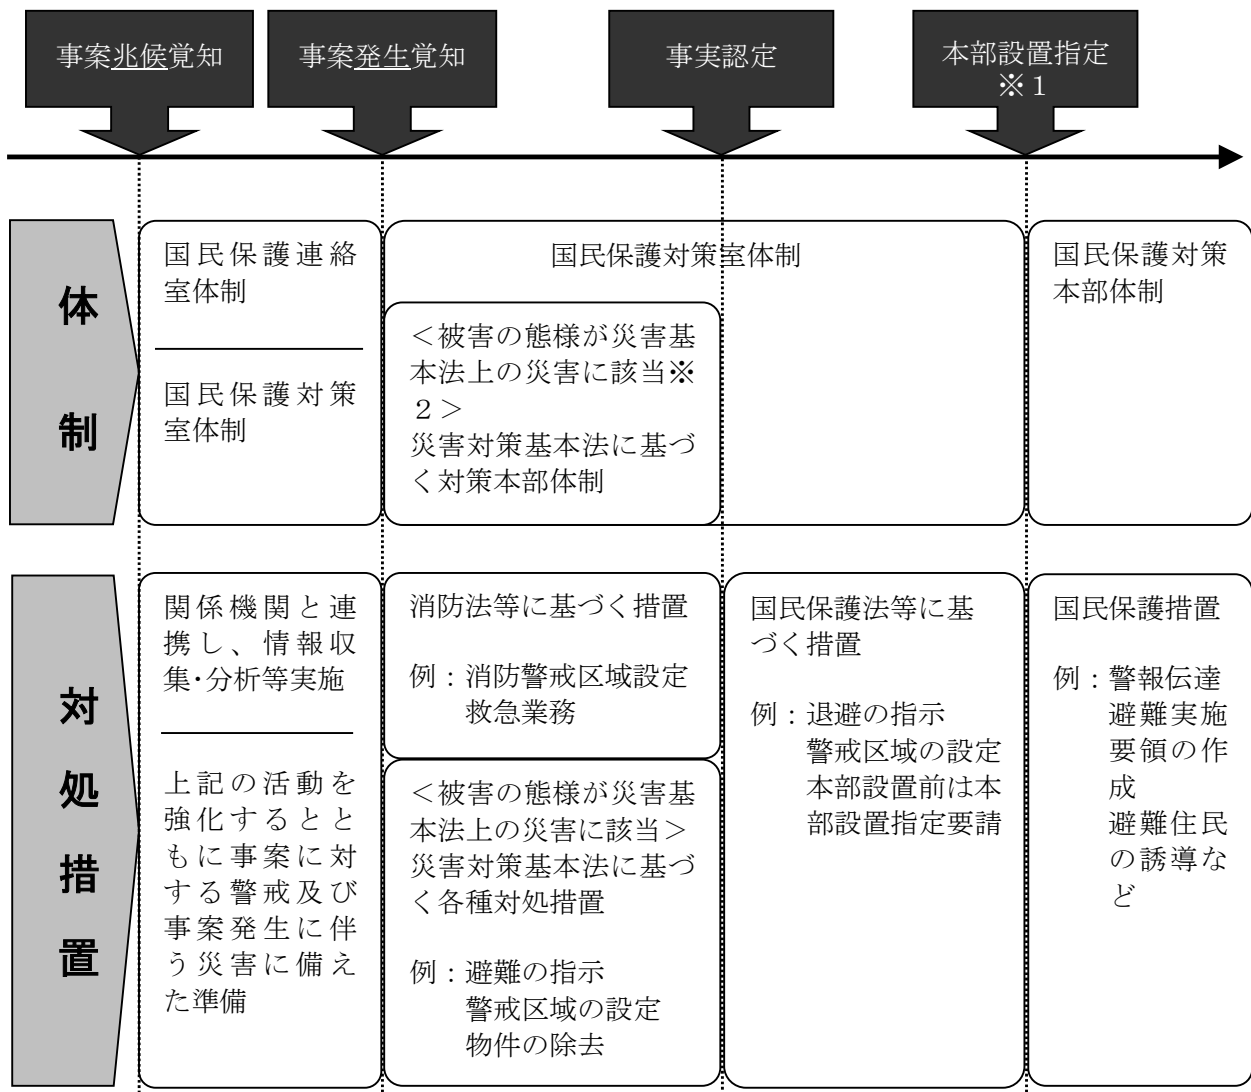 事案兆候覚知
事案発生覚知
事実認定
本部設置指定
※１
体制
国民保護連絡
室体制
国民保護対策
室体制
国民保護対策室体制
＜被害の態様が災害基
本法上の災害に該当※
２＞
災害対策基本法に基づ
く対策本部体制
国民保護対策
本部体制
対処措置
関係機関と連
携し、情報収
集･分析等実施
上記の活動を
強化するとと
もに事案に対
する警戒及び
事案発生に伴
う災害に備え
た準備
消防法等に基づく措置
例：消防警戒区域設定
救急業務
＜被害の態様が災害基
本法上の災害に該当＞
災害対策基本法に基づ
く各種対処措置
例：避難の指示
警戒区域の設定
物件の除去
国民保護法等に基
づく措置
例：退避の指示
警戒区域の設定
本部設置前は本
部設置指定要請
国民保護措置
例：警報伝達
避難実施
要領の作
成
避難住民
の誘導な
ど